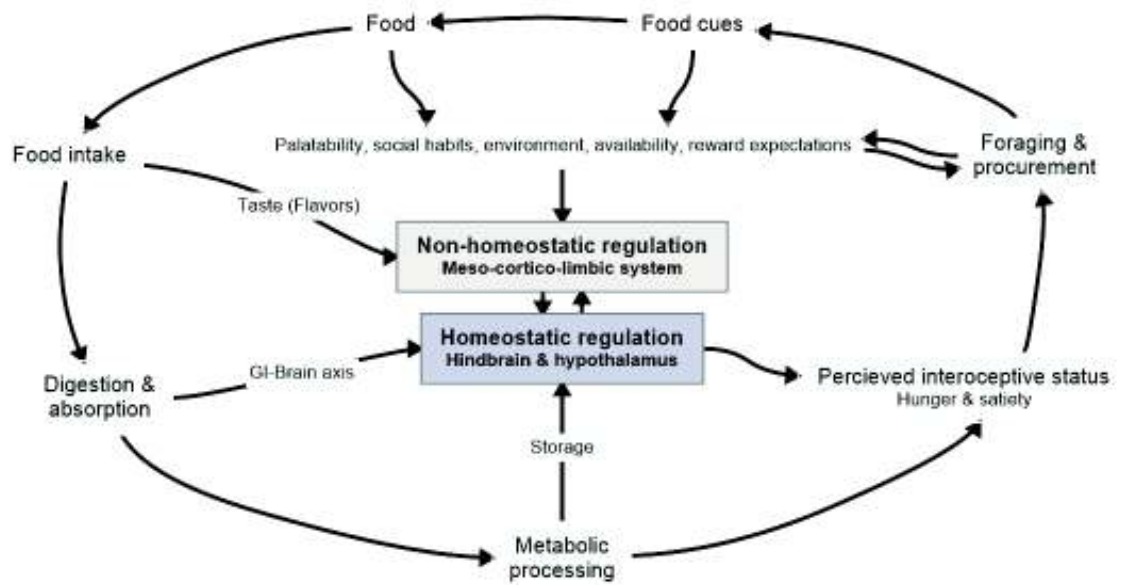 Food
Food cues
Food intake
Palatability, social habits, environment, availability, reward expectations
Foraging &
procurement
Taste (Flavors)
Non-homeostatic regulation
Meso-cortico-limbic system
Homeostatic regulation
Hindbrain & hypothalamus
GI-Brain axis
Digestion &
absorption
Percieved interoceptive status
Hunger & satiety
Storage
Metabolic
processing